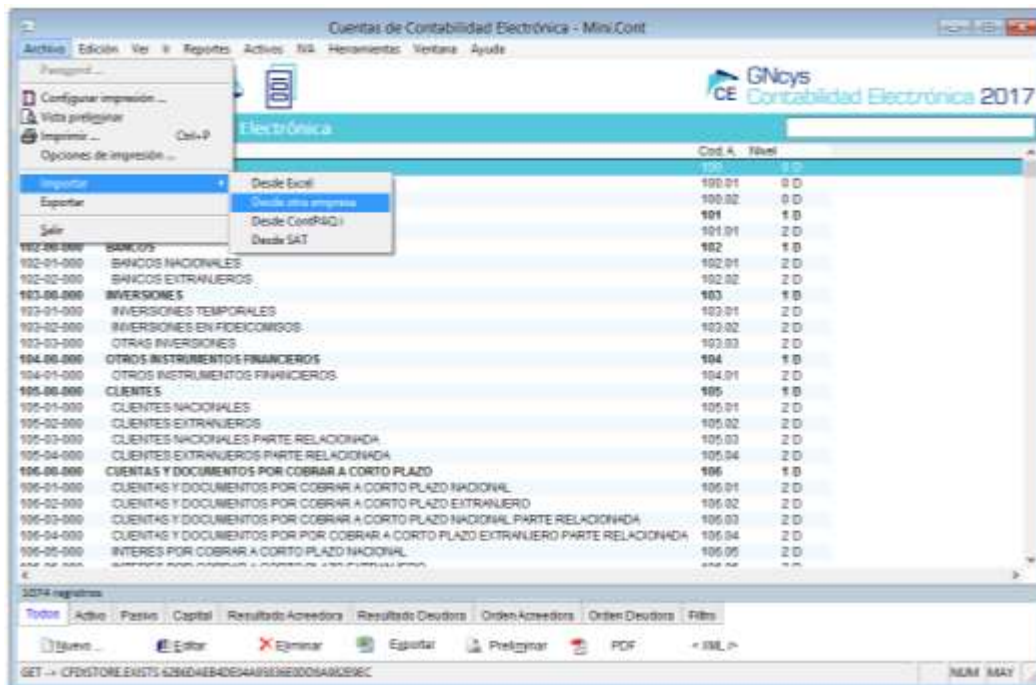 Cuentas de Contabilidad Electrónica - Mini.Cont
Archivo Edición Ver Ir Reportes Activos IVA Herramientas Ventana Ayuda
Configurar impresión ...
Vista preliminar
Imprimir ... Ctrl+P
Opciones de impresión ...
Importar
Exportar
Salir
Desde Excel
Desde otra empresa
Desde ContPAQ i
Desde SAT
GNcys
CE Contabilidad Electrónica 2017
Electrónica
Cod.A. Nivel
100 0 D
100.01 0 D
100.02 0 D
101 1 B
101.01 2 D
102-00-000 BANCOS 102 1 B
102-01-000 BANCOS NACIONALES 102.01 2 D
102-02-000 BANCOS EXTRANJEROS 102.02 2 D
103-00-000 INVERSIONES 103 1 B
103-01-000 INVERSIONES TEMPORALES 103.01 2 D
103-02-000 INVERSIONES EN FIDEICOMISOS 103.02 2 D
103-03-000 OTRAS INVERSIONES 103.03 2 D
104-00-000 OTROS INSTRUMENTOS FINANCIEROS 104 1 B
104-01-000 OTROS INSTRUMENTOS FINANCIEROS 104.01 2 D
105-00-000 CLIENTES 105 1 B
105-01-000 CLIENTES NACIONALES 105.01 2 D
105-02-000 CLIENTES EXTRANJEROS 105.02 2 D
105-03-000 CLIENTES NACIONALES PARTE RELACIONADA 105.03 2 D
105-04-000 CLIENTES EXTRANJEROS PARTE RELACIONADA 105.04 2 D
106-00-000 CUENTAS Y DOCUMENTOS POR COBRAR A CORTO PLAZO 106 1 B
106-01-000 CUENTAS Y DOCUMENTOS POR COBRAR A CORTO PLAZO NACIONAL 106.01 2 D
106-02-000 CUENTAS Y DOCUMENTOS POR COBRAR A CORTO PLAZO EXTRANJERO 106.02 2 D
106-03-000 CUENTAS Y DOCUMENTOS POR COBRAR A CORTO PLAZO NACIONAL PARTE RELACIONADA 106.03 2 D
106-04-000 CUENTAS Y DOCUMENTOS POR POR COBRAR A CORTO PLAZO EXTRANJERO PARTE RELACIONADA 106.04 2 D
106-05-000 INTERES POR COBRAR A CORTO PLAZO NACIONAL 106.05 2 D
1074 registros
Todos Activo Pasivo Capital Resultado Acreedora Resultado Deudora Orden Acreedora Orden Deudora Filtro
Nuevo ... Editar Eliminar Exportar Preliminar PDF < XML />
NUM MAY